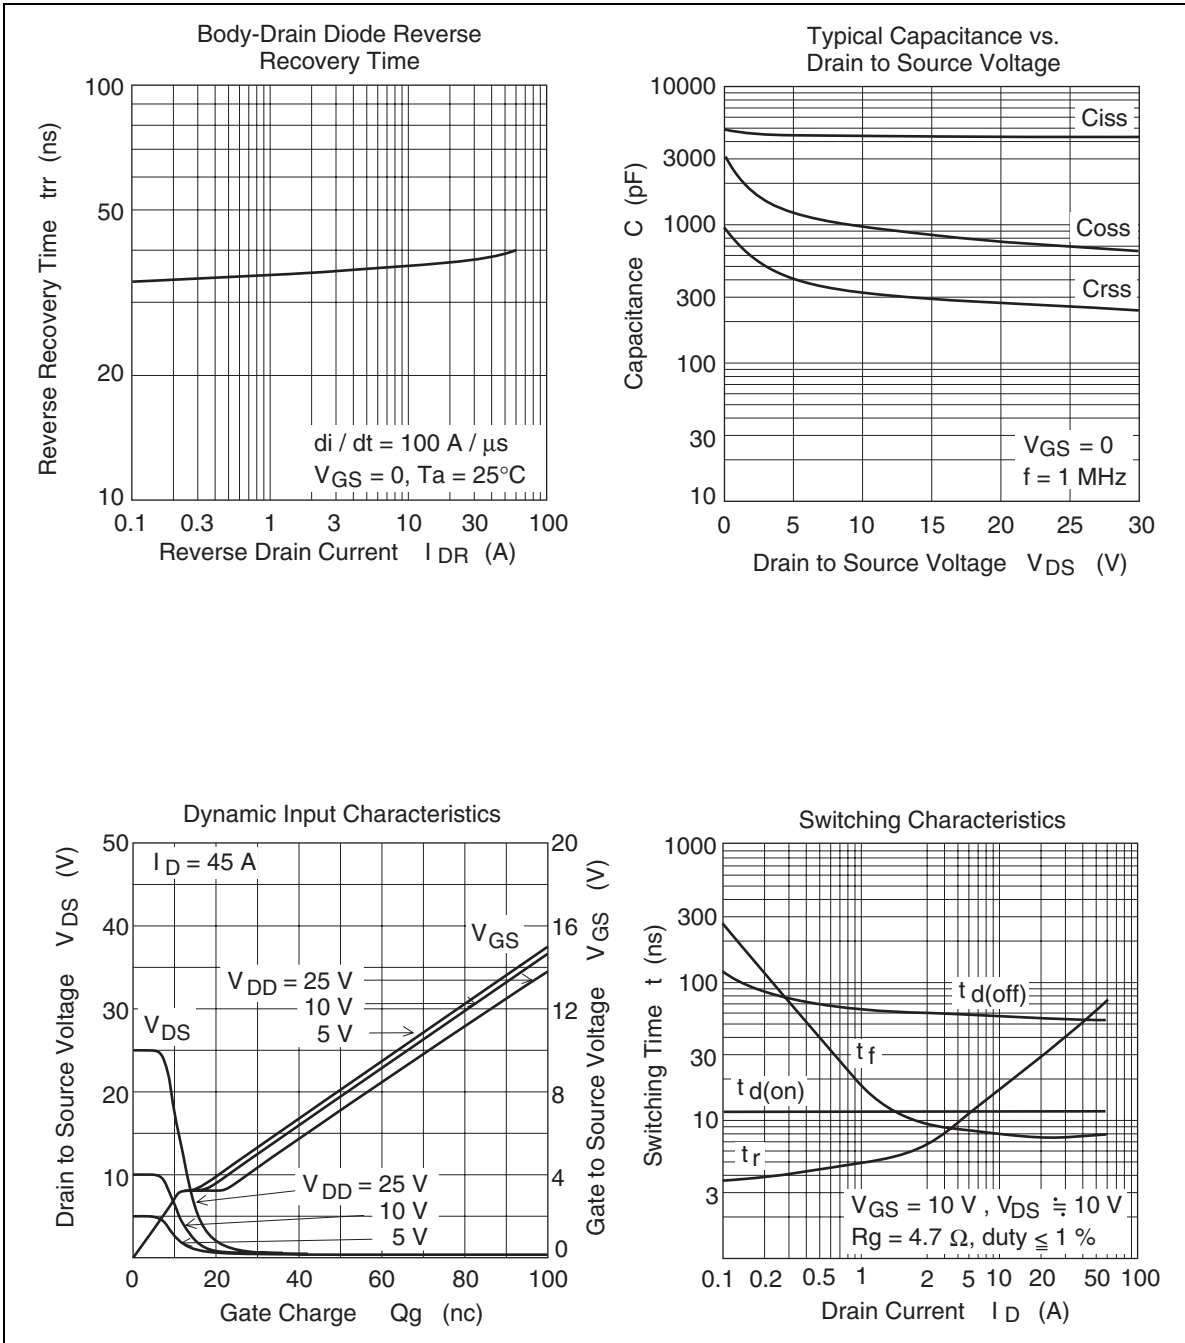 Body-Drain Diode Reverse
Recovery Time
Reverse Recovery Time trr (ns)
100
50
20
10
di / dt = 100 A / µs
VGS = 0, Ta = 25°C
0.1 0.3 1 3 10 30 100
Reverse Drain Current I DR (A)
Typical Capacitance vs.
Drain to Source Voltage
Capacitance C (pF)
10000
3000
1000
300
100
30
10
Ciss
Coss
Crss
VGS = 0
f = 1 MHz
0 5 10 15 20 25 30
Drain to Source Voltage VDS (V)
Dynamic Input Characteristics
Drain to Source Voltage VDS (V)
50
40
30
20
10
0
I D = 45 A
VGS
VDD = 25 V
10 V
5 V
VDS
VDD = 25 V
10 V
5 V
20
16
12
8
4
0
Gate to Source Voltage VGS (V)
0 20 40 60 80 100
Gate Charge Qg (nc)
Switching Characteristics
Switching Time t (ns)
1000
300
100
30
10
3
t d(off)
t f
t d(on)
t r
VGS = 10 V , VDS ≒ 10 V
Rg = 4.7 Ω, duty ≦ 1 %
0.1 0.2 0.5 1 2 5 10 20 50 100
Drain Current I D (A)